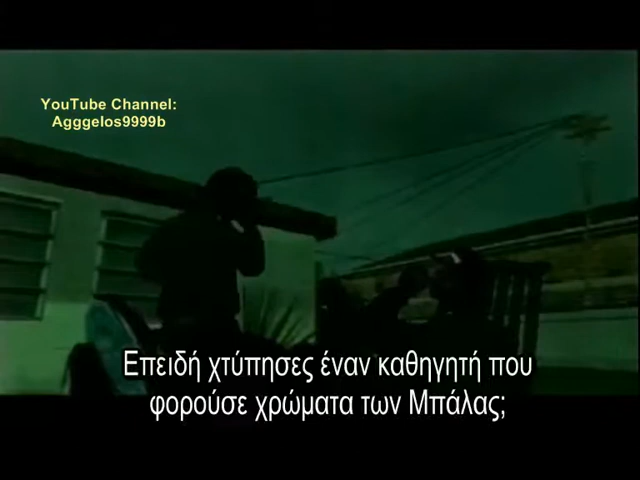 YouTube Channel:
Agggelos9999b
Επειδή χτύπησες έναν καθηγητή που
φορούσε χρώματα των Μπάλας;